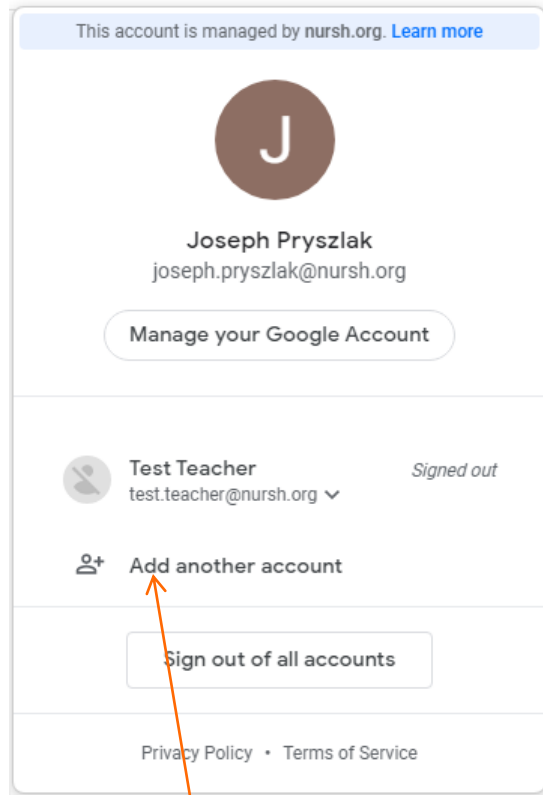 This account is managed by nursh.org. Learn more
J
Joseph Pryszlak
joseph.pryszlak@nursh.org
Manage your Google Account
Test Teacher
Signed out
test.teacher@nursh.org
Add another account
Sign out of all accounts
Privacy Policy • Terms of Service